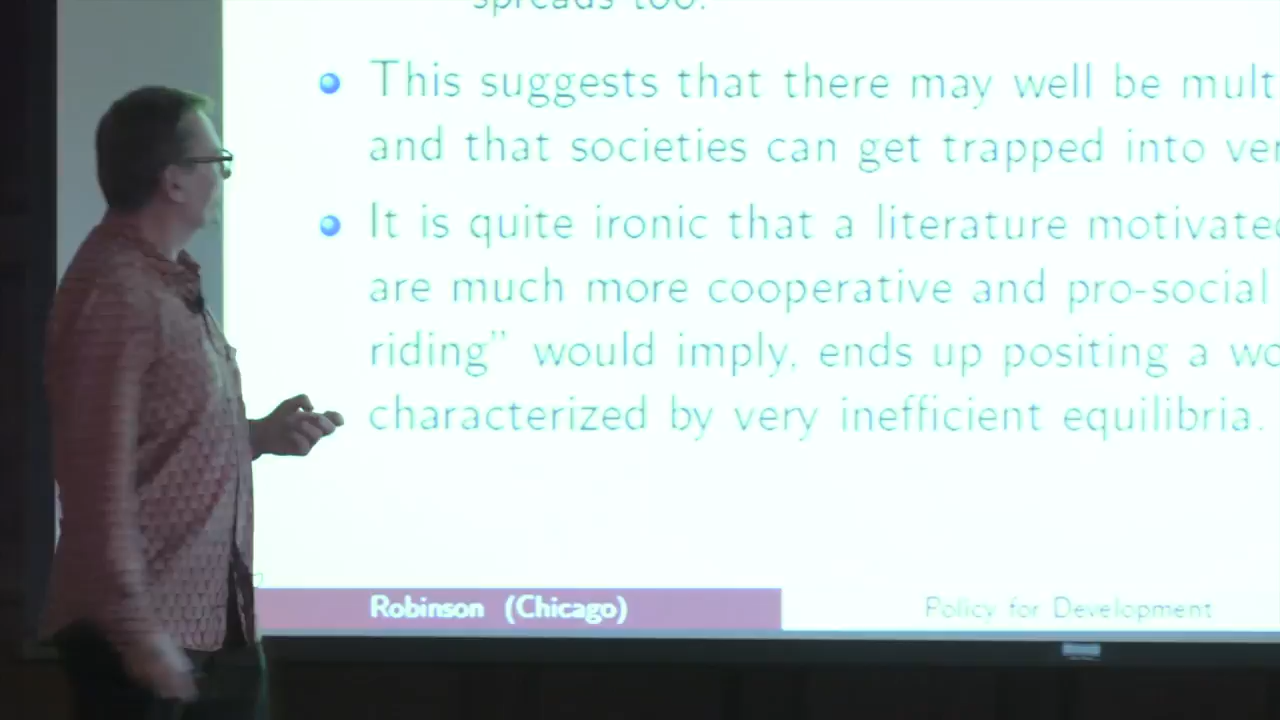 spreads too.
This suggests that there may well be mult
and that societies can get trapped into ver
It is quite ironic that a literature motivated
are much more cooperative and pro-social
riding" would imply, ends up positing a wo
characterized by very inefficient equilibria.
Robinson (Chicago)
Policy for Development